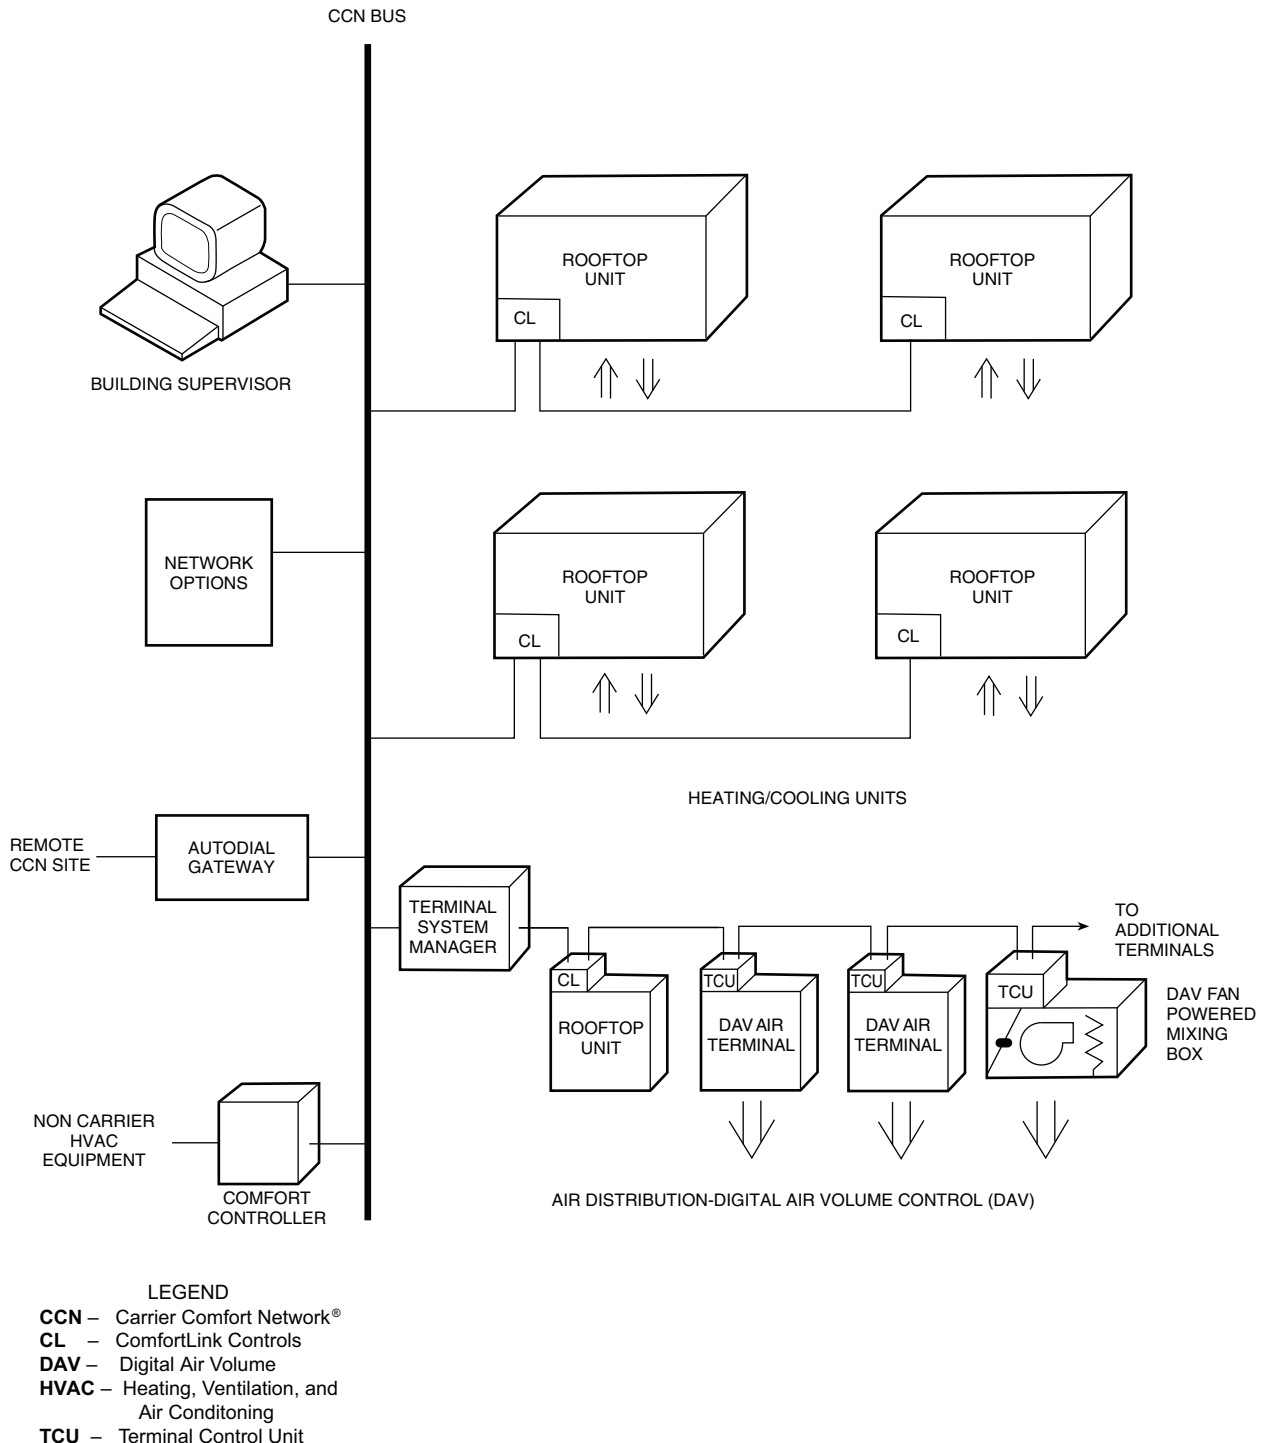 CCN BUS
ROOFTOP
UNIT
CL
ROOFTOP
UNIT
CL
BUILDING SUPERVISOR
NETWORK
OPTIONS
ROOFTOP
UNIT
CL
ROOFTOP
UNIT
CL
HEATING/COOLING UNITS
REMOTE
CCN SITE
AUTODIAL
GATEWAY
TERMINAL
SYSTEM
MANAGER
CL
ROOFTOP
UNIT
TCU
DAV AIR
TERMINAL
TCU
DAV AIR
TERMINAL
TCU
TO
ADDITIONAL
TERMINALS
DAV FAN
POWERED
MIXING
BOX
NON CARRIER
HVAC
EQUIPMENT
COMFORT
CONTROLLER
AIR DISTRIBUTION-DIGITAL AIR VOLUME CONTROL (DAV)
LEGEND
CCN – Carrier Comfort Network®
CL – ComfortLink Controls
DAV – Digital Air Volume
HVAC – Heating, Ventilation, and
Air Conditoning
TCU – Terminal Control Unit